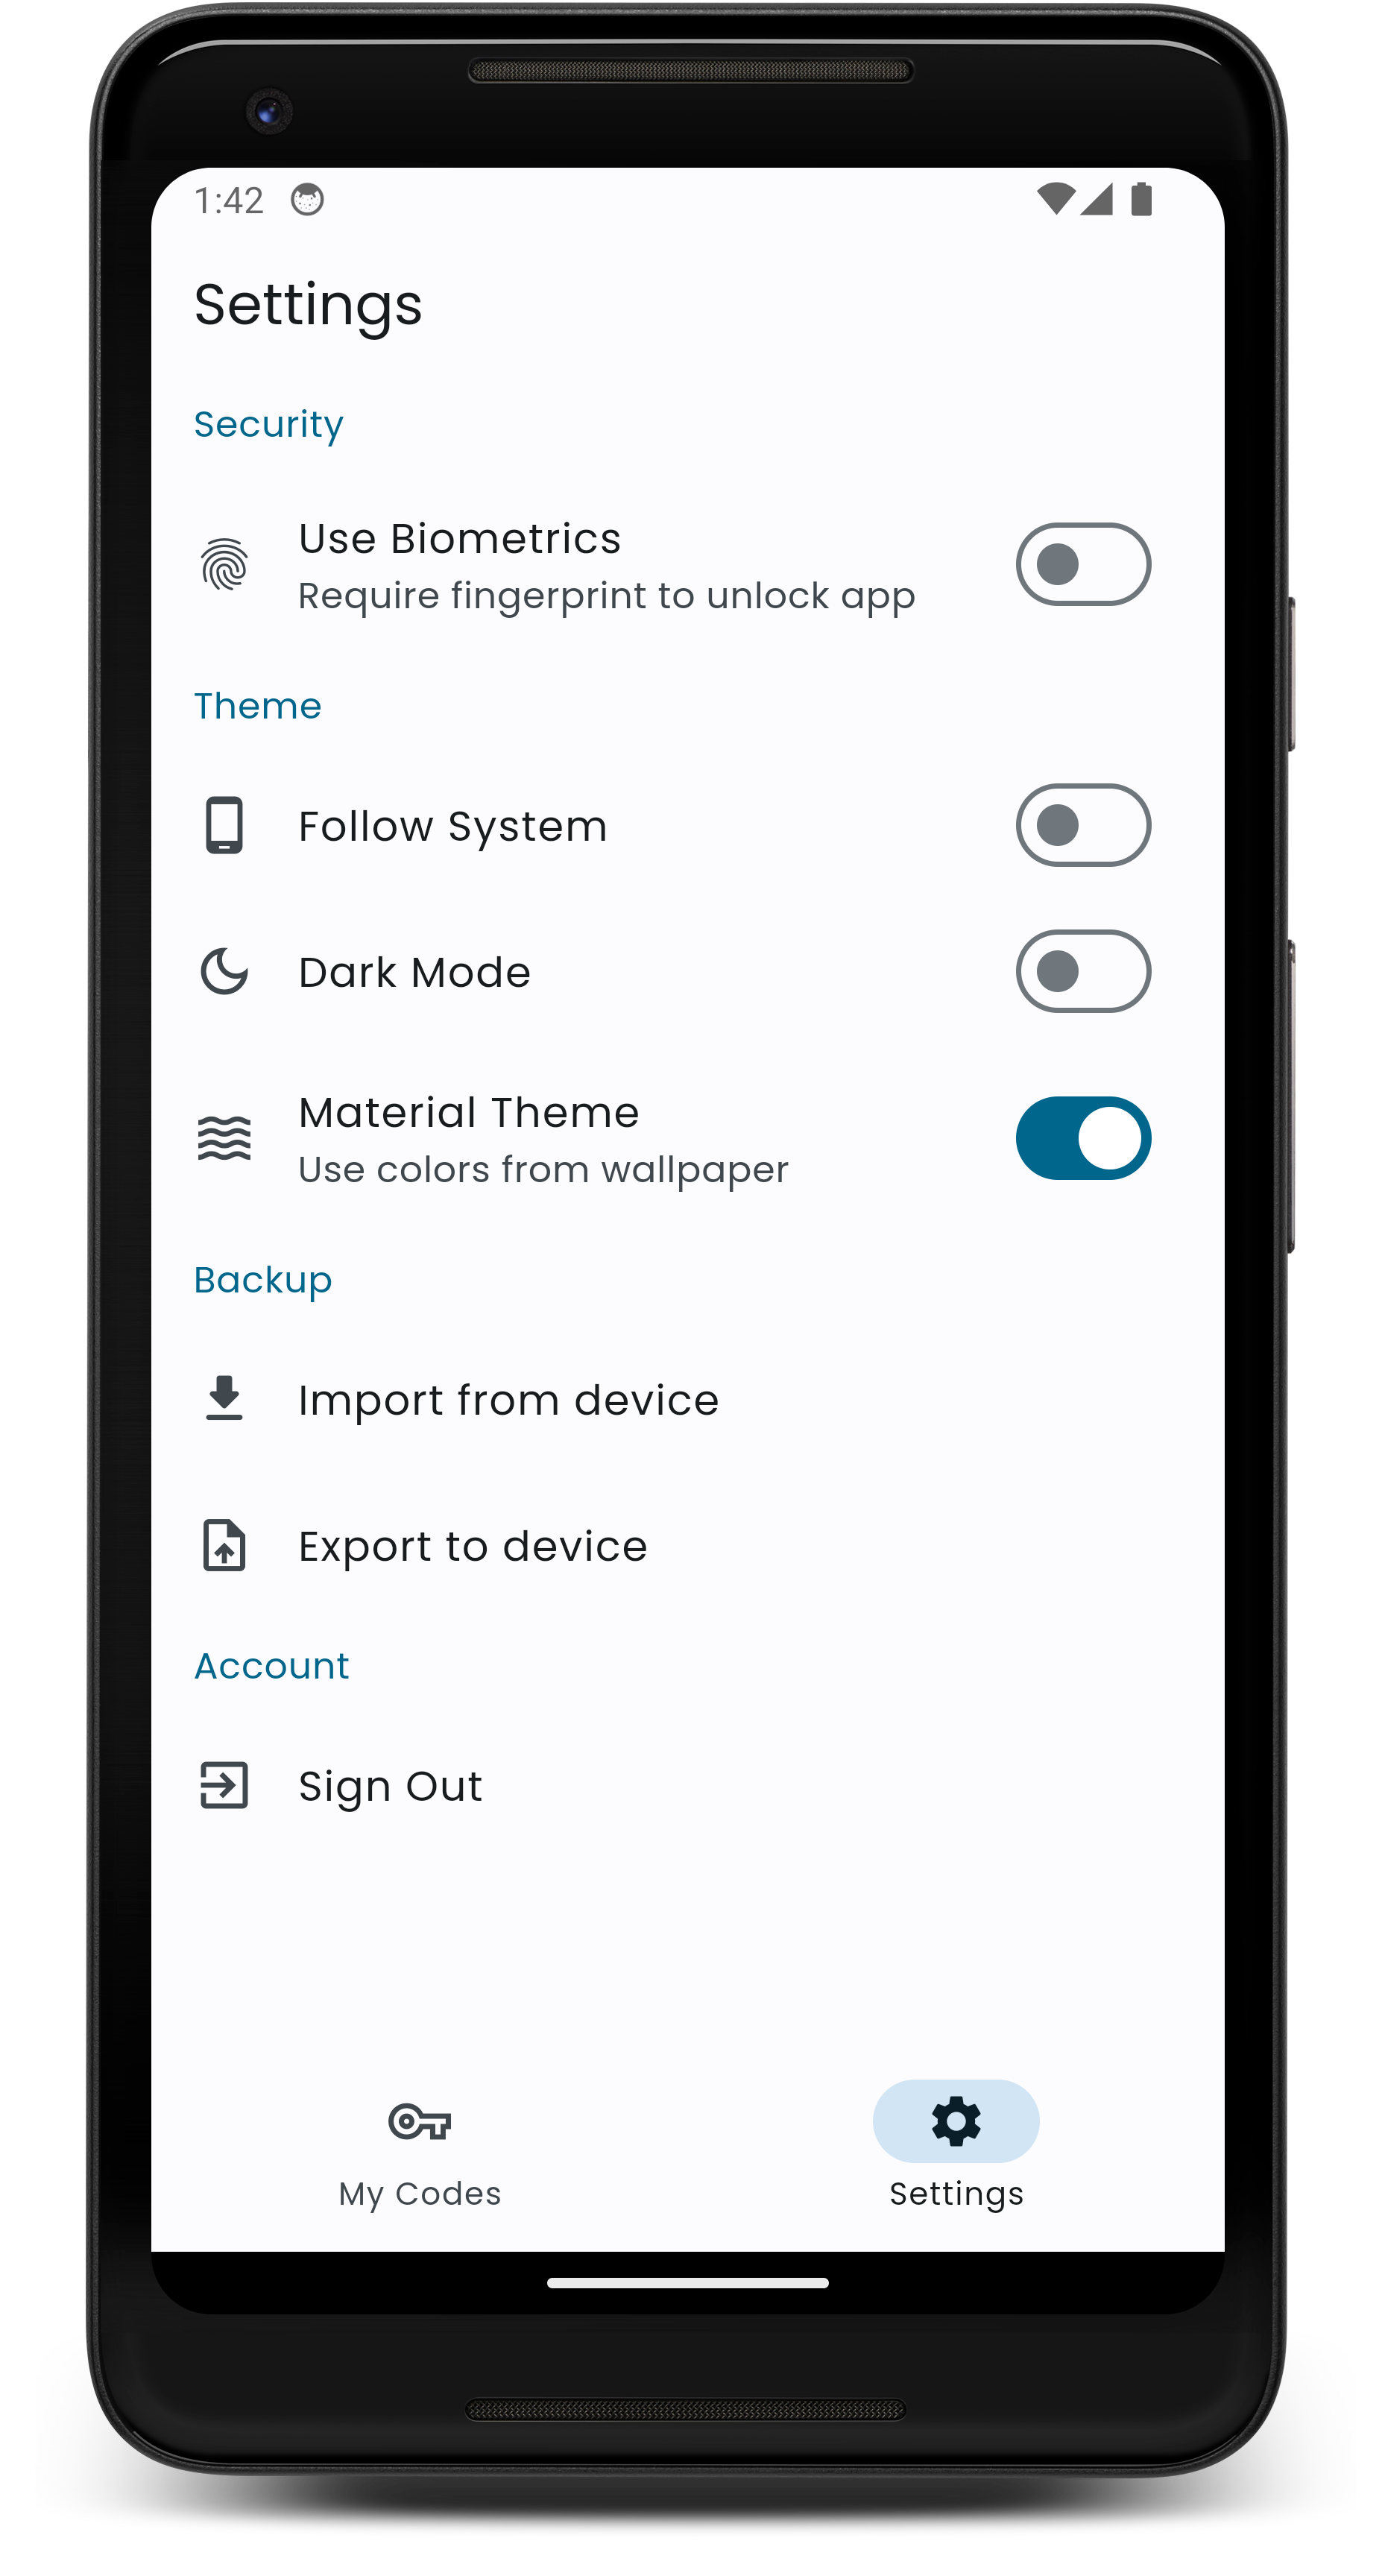 1:42
Settings
Security
Use Biometrics
Require fingerprint to unlock app
Theme
Follow System
Dark Mode
Material Theme
Use colors from wallpaper
Backup
Import from device
Export to device
Account
Sign Out
My Codes
Settings